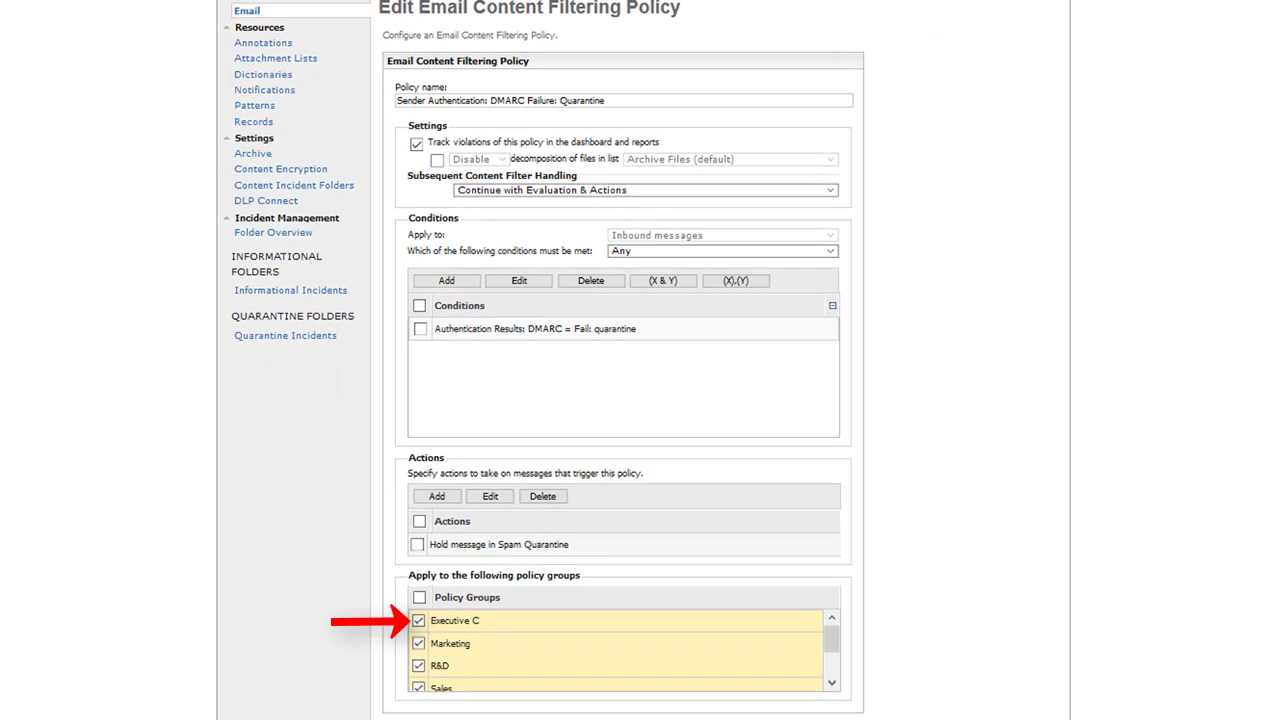 Edit Email Content Filtering Policy
Email
Resources
Annotations
Attachment Lists
Dictionaries
Notifications
Patterns
Records
Settings
Archive
Content Encryption
Content Incident Folders
DLP Connect
Incident Management
Folder Overview
INFORMATIONAL
FOLDERS
Informational Incidents
QUARANTINE FOLDERS
Quarantine Incidents
Configure an Email Content Filtering Policy.
Email Content Filtering Policy
Policy name:
Sender Authentication: DMARC Failure: Quarantine
Settings
Track violations of this policy in the dashboard and reports
Disable decomposition of files in list Archive Files (default)
Subsequent Content Filter Handling
Continue with Evaluation & Actions
Conditions
Apply to: Inbound messages
Which of the following conditions must be met: Any
Add Edit Delete (X & Y) (X),(Y)
Conditions
Authentication Results: DMARC = Fail: quarantine
Actions
Specify actions to take on messages that trigger this policy.
Add Edit Delete
Actions
Hold message in Spam Quarantine
Apply to the following policy groups
Policy Groups
Executive C
Marketing
R&D
Sales